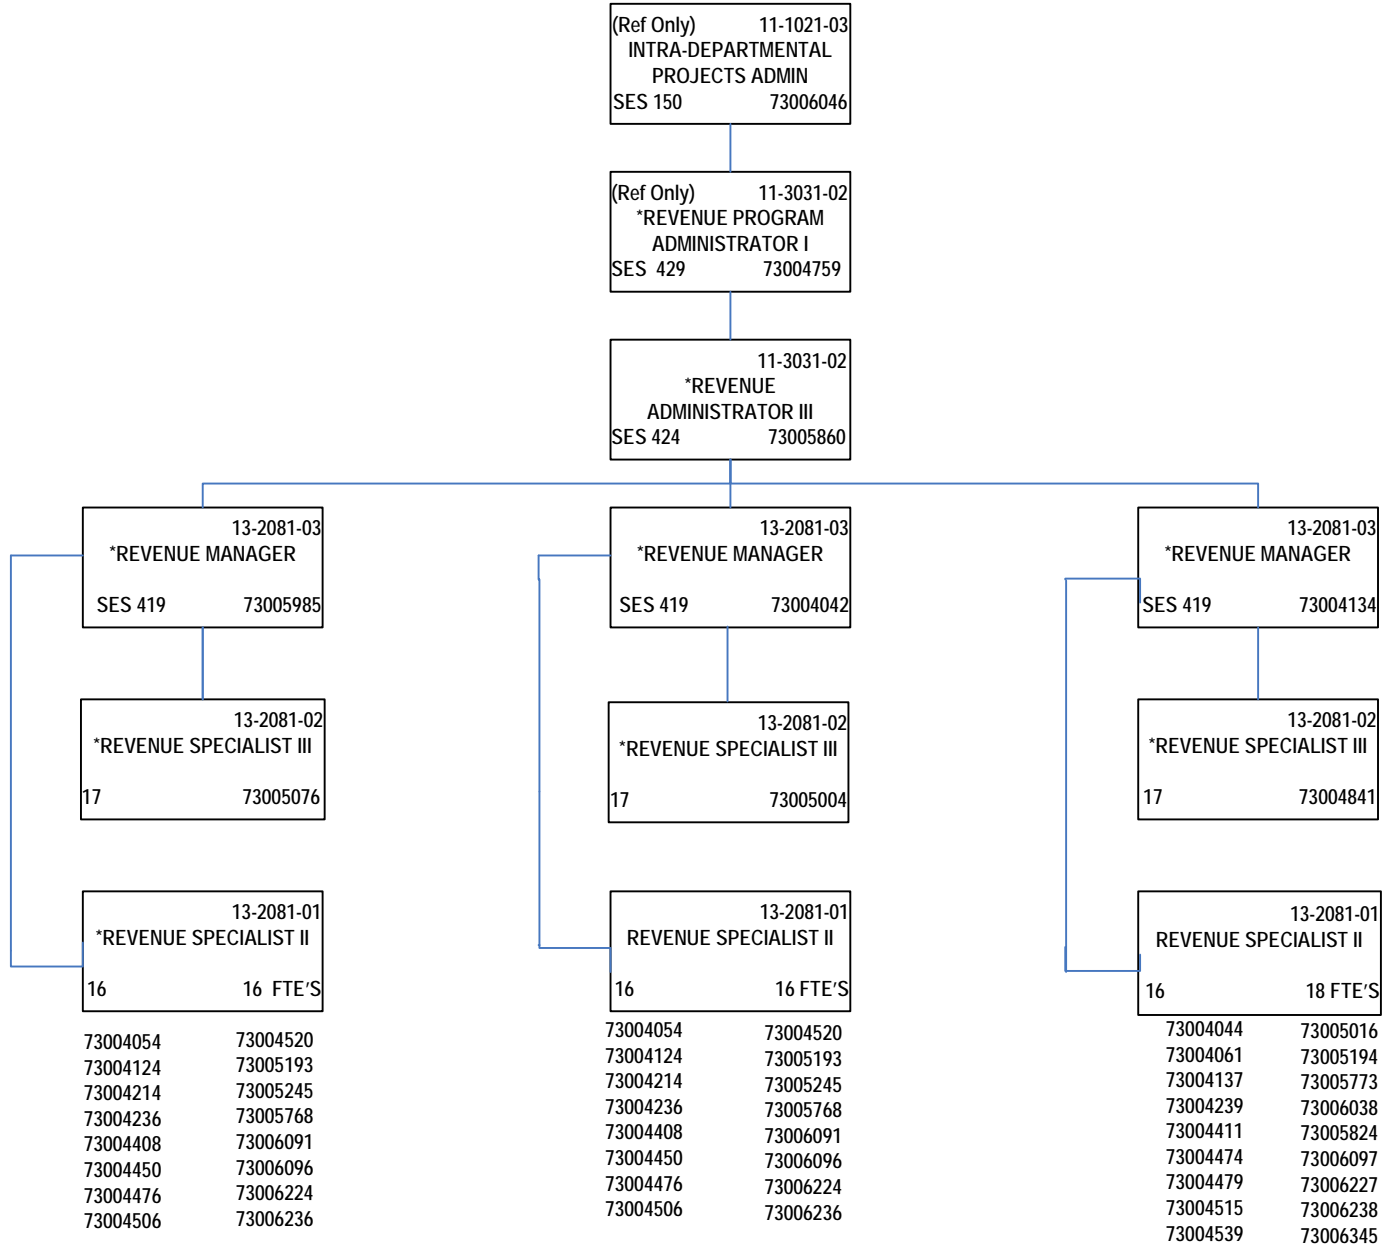 (Ref Only) 11-1021-03
INTRA-DEPARTMENTAL
PROJECTS ADMIN
SES 150 73006046
(Ref Only) 11-3031-02
*REVENUE PROGRAM
ADMINISTRATOR I
SES 429 73004759
11-3031-02
*REVENUE
ADMINISTRATOR III
SES 424 73005860
13-2081-03
*REVENUE MANAGER
SES 419 73005985
13-2081-03
*REVENUE MANAGER
SES 419 73004042
13-2081-03
*REVENUE MANAGER
SES 419 73004134
13-2081-02
*REVENUE SPECIALIST III
17 73005076
13-2081-02
*REVENUE SPECIALIST III
17 73005004
13-2081-02
*REVENUE SPECIALIST III
17 73004841
13-2081-01
*REVENUE SPECIALIST II
16 16 FTE'S
73004054 73004520
73004124 73005193
73004214 73005245
73004236 73005768
73004408 73006091
73004450 73006096
73004476 73006224
73004506 73006236
13-2081-01
REVENUE SPECIALIST II
16 16 FTE'S
73004054 73004520
73004124 73005193
73004214 73005245
73004236 73005768
73004408 73006091
73004450 73006096
73004476 73006224
73004506 73006236
13-2081-01
REVENUE SPECIALIST II
16 18 FTE'S
73004044 73005016
73004061 73005194
73004137 73005773
73004239 73006038
73004411 73005824
73004474 73006097
73004479 73006227
73004515 73006238
73004539 73006345